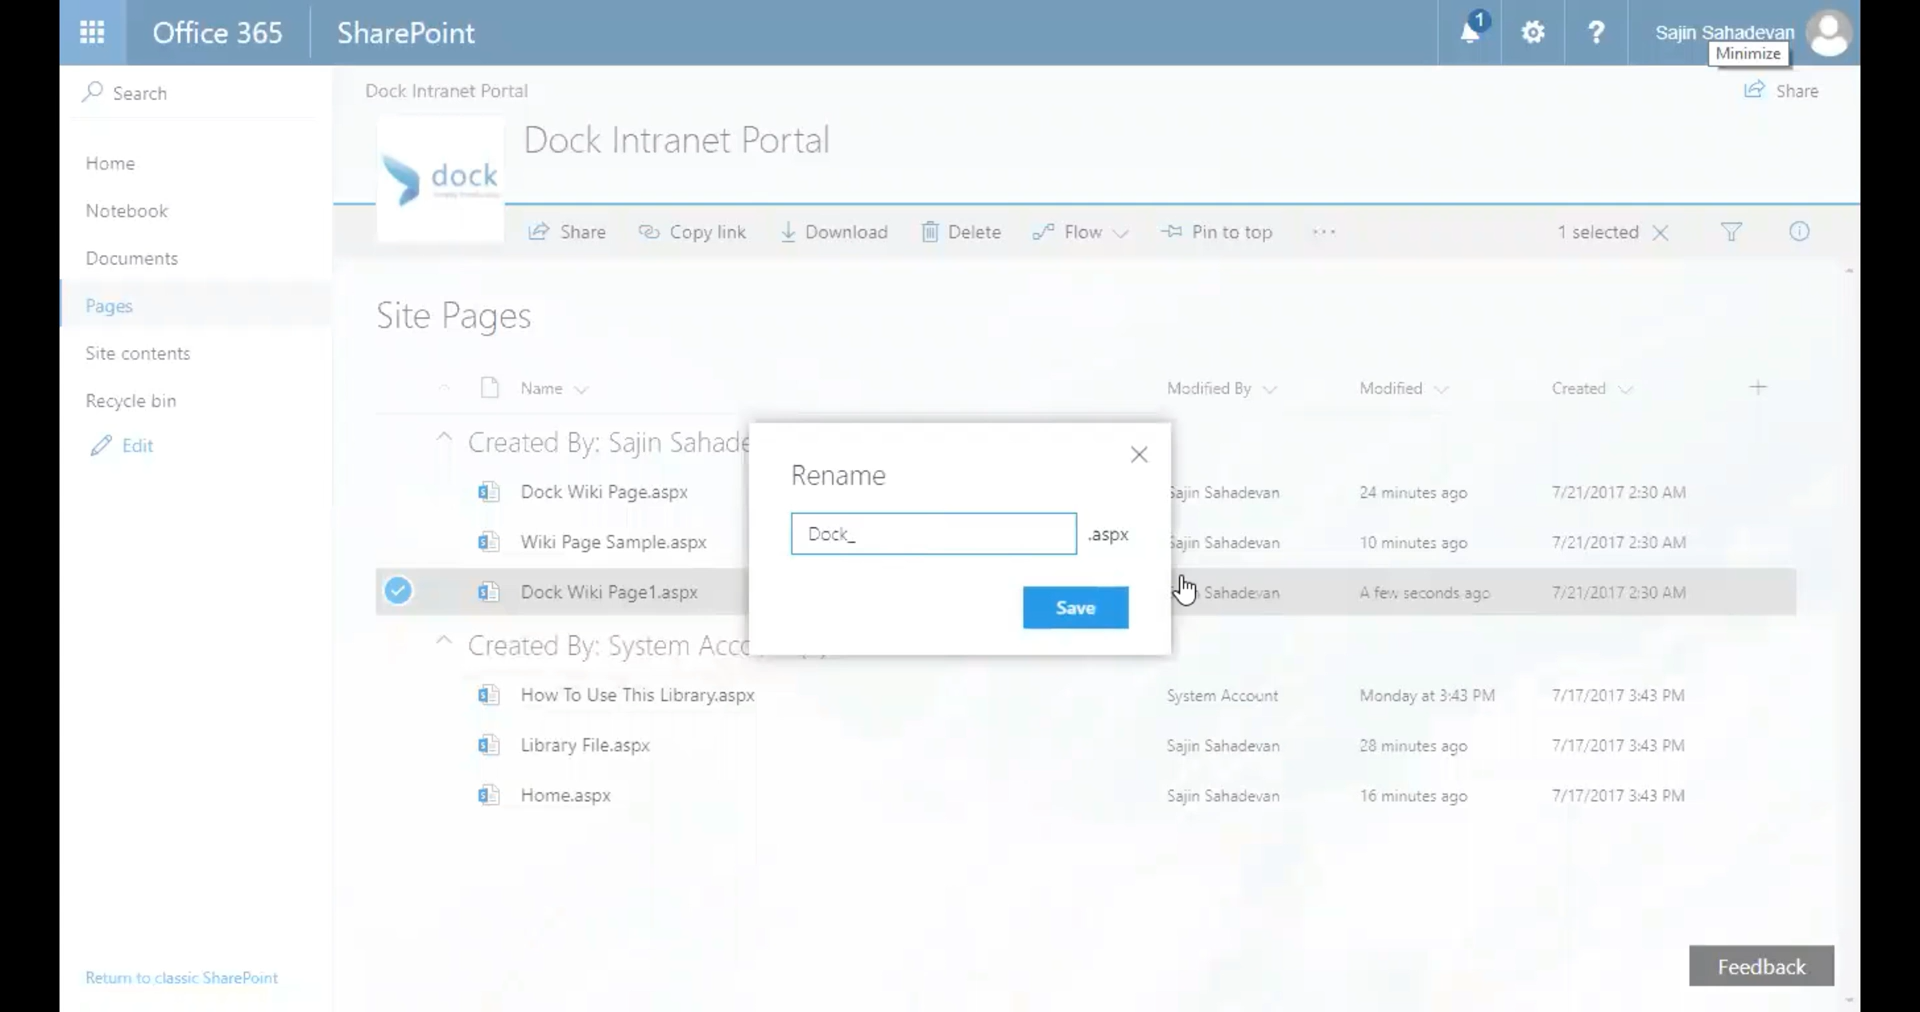 Office 365 SharePoint 1 ? Sajin Sahadevan
Minimize
Search
Home
Notebook
Documents
Pages
Site contents
Recycle bin
Edit
Return to classic SharePoint
Dock Intranet Portal
Share
dock
Dock Intranet Portal
Share Copy link Download Delete Flow Pin to top ··· 1 selected
Site Pages
Name Modified By Modified Created
Created By: Sajin Sahade
Dock Wiki Page.aspx Sajin Sahadevan 24 minutes ago 7/21/2017 2:30 AM
Wiki Page Sample.aspx Sajin Sahadevan 10 minutes ago 7/21/2017 2:30 AM
Dock Wiki Page1.aspx Sahadevan A few seconds ago 7/21/2017 2:30 AM
Created By: System Acco
How To Use This Library.aspx System Account Monday at 3:43 PM 7/17/2017 3:43 PM
Library File.aspx Sajin Sahadevan 28 minutes ago 7/17/2017 3:43 PM
Home.aspx Sajin Sahadevan 16 minutes ago 7/17/2017 3:43 PM
Rename
Dock_ .aspx
Save
Feedback